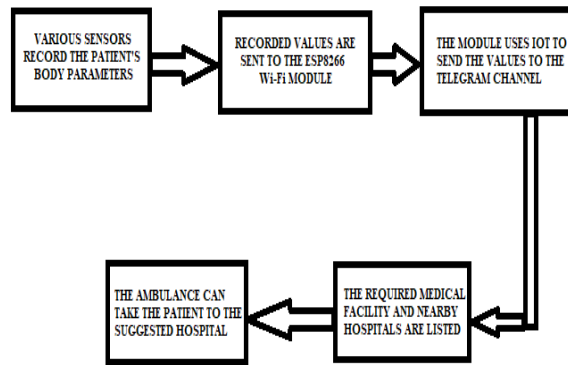 VARIOUS SENSORS
RECORD THE PATIENT'S
BODY PARAMETERS
RECORDED VALUES ARE
SENT TO THE ESP8266
Wi-Fi MODULE
THE MODULE USES IOT TO
SEND THE VALUES TO THE
TELEGRAM CHANNEL
THE REQUIRED MEDICAL
FACILITY AND NEARBY
HOSPITALS ARE LISTED
THE AMBULANCE CAN
TAKE THE PATIENT TO THE
SUGGESTED HOSPITAL